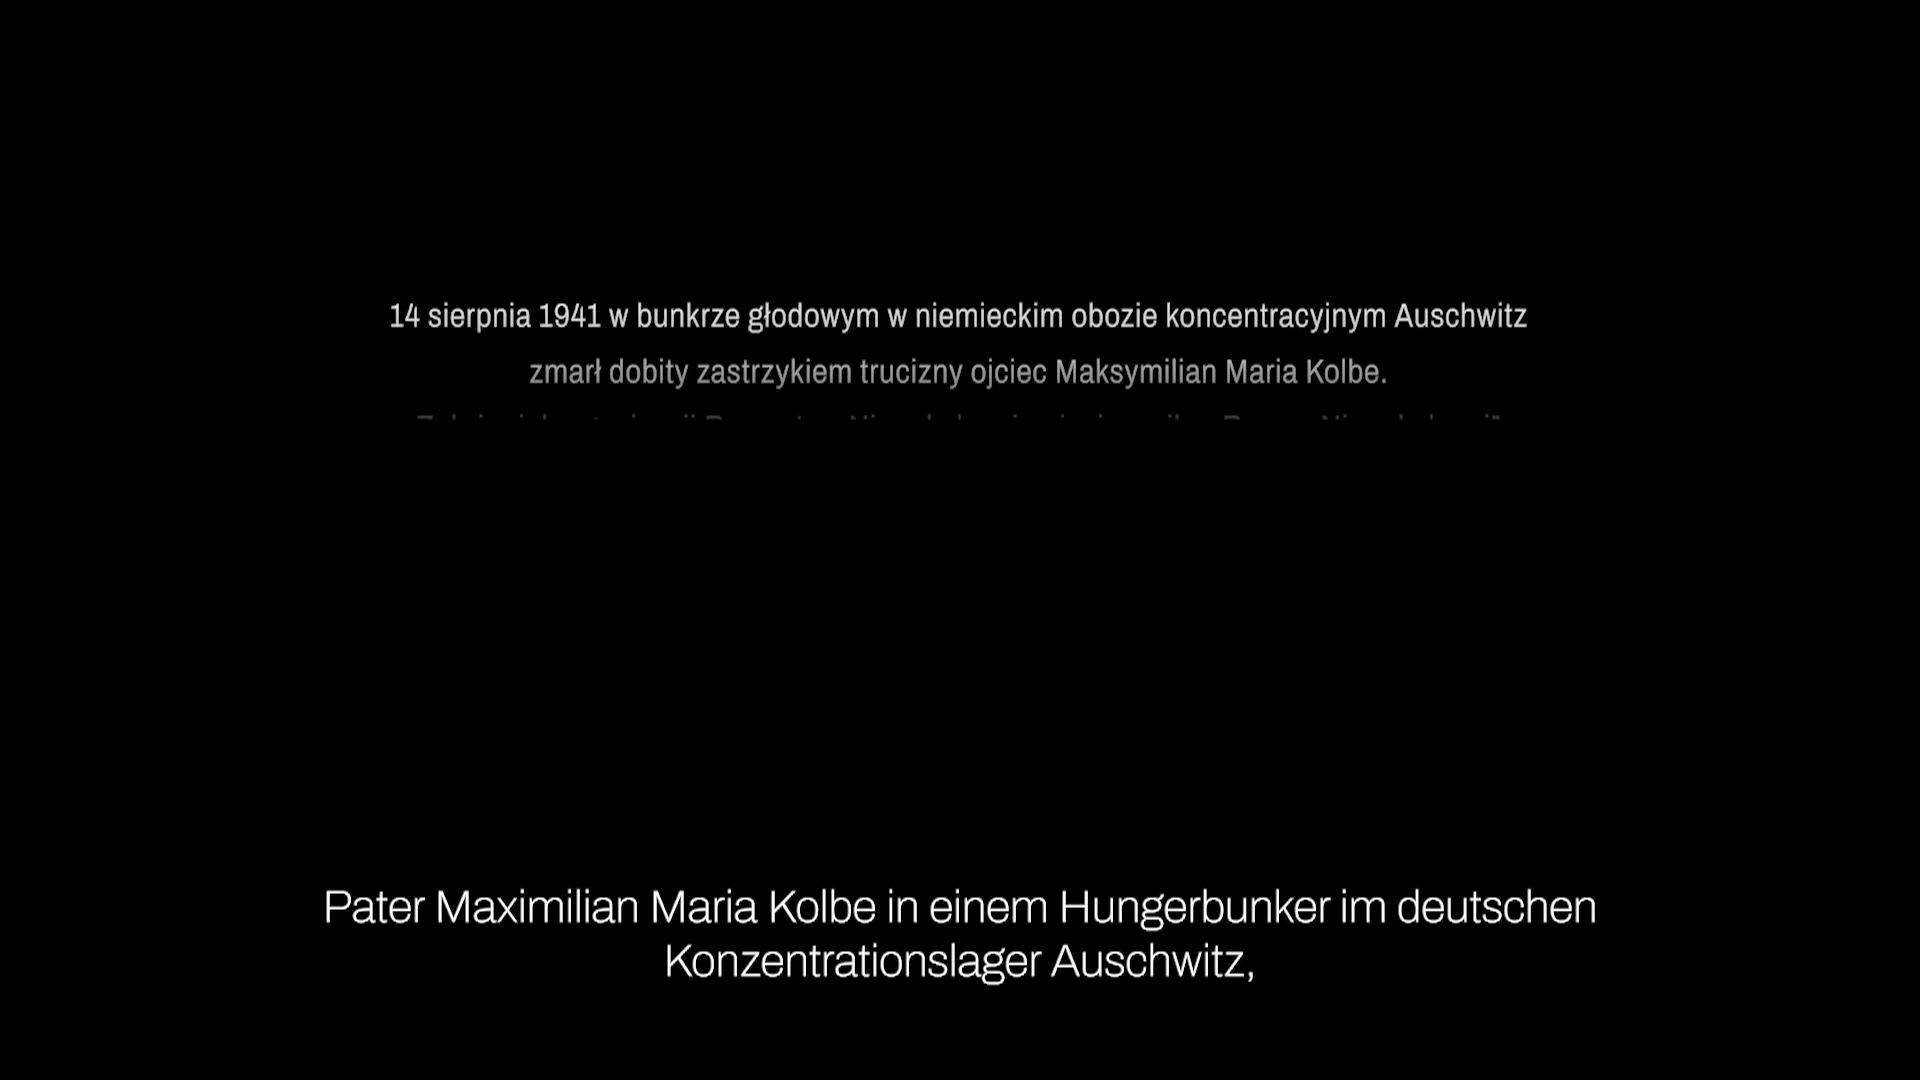 14 sierpnia 1941 w bunkrze głodowym w niemieckim obozie koncentracyjnym Auschwitz
zmarł dobity zastrzykiem trucizny ojciec Maksymilian Maria Kolbe.
Pater Maximilian Maria Kolbe in einem Hungerbunker im deutschen
Konzentrationslager Auschwitz,